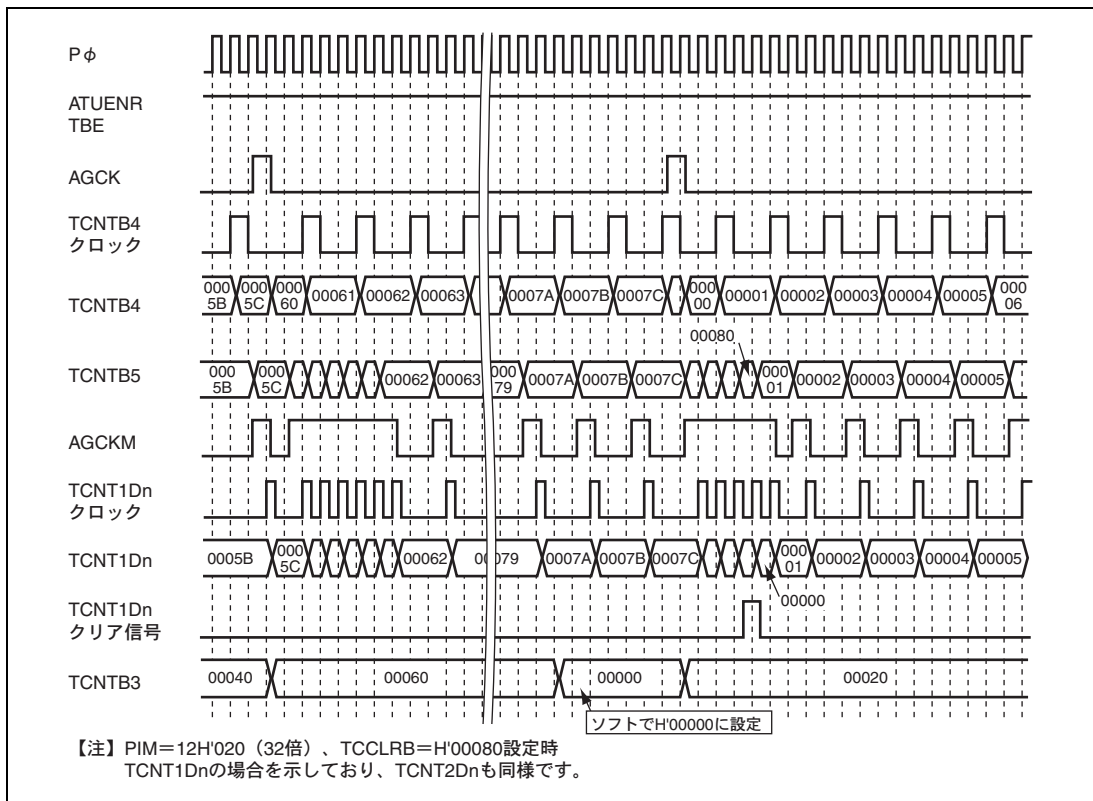 Pφ
ATUENR
TBE
AGCK
TCNTB4
クロック
TCNTB4
000 5B
000 5C
000 60
00061
00062
00063
0007A
0007B
0007C
000 00
00001
00002
00003
00004
00005
000 06
00080
TCNTB5
000 5B
000 5C
00062
00063
000 79
0007A
0007B
0007C
000 01
00002
00003
00004
00005
AGCKM
TCNT1Dn
クロック
TCNT1Dn
0005B
000 5C
00062
00079
0007A
0007B
0007C
000 01
00002
00003
00004
00005
00000
TCNT1Dn
クリア信号
TCNTB3
00040
00060
00000
00020
ソフトでH'00000に設定
【注】PIM=12H'020（32倍）、TCCLRB=H'00080設定時
TCNT1Dnの場合を示しており、TCNT2Dnも同様です。